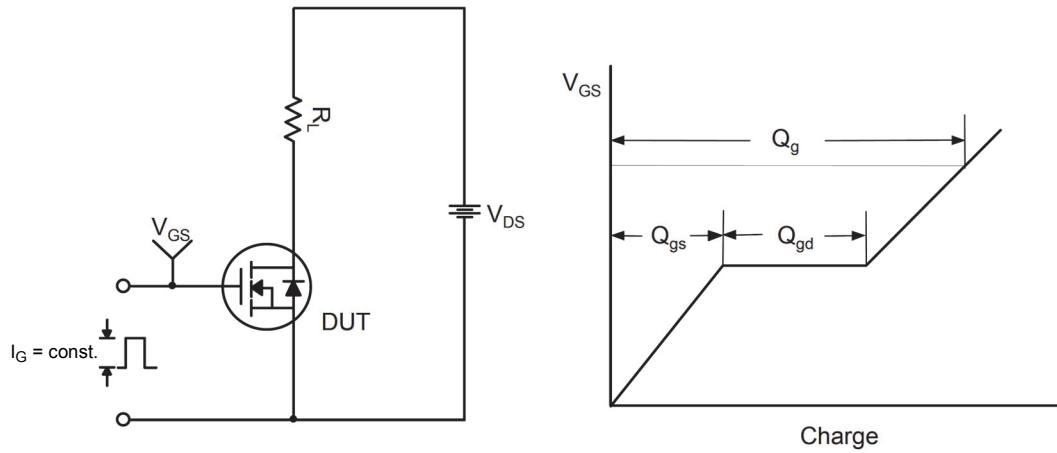 R_L
V_DS
V_GS
DUT
I_G = const.
V_GS
Q_g
Q_gs
Q_gd
Charge